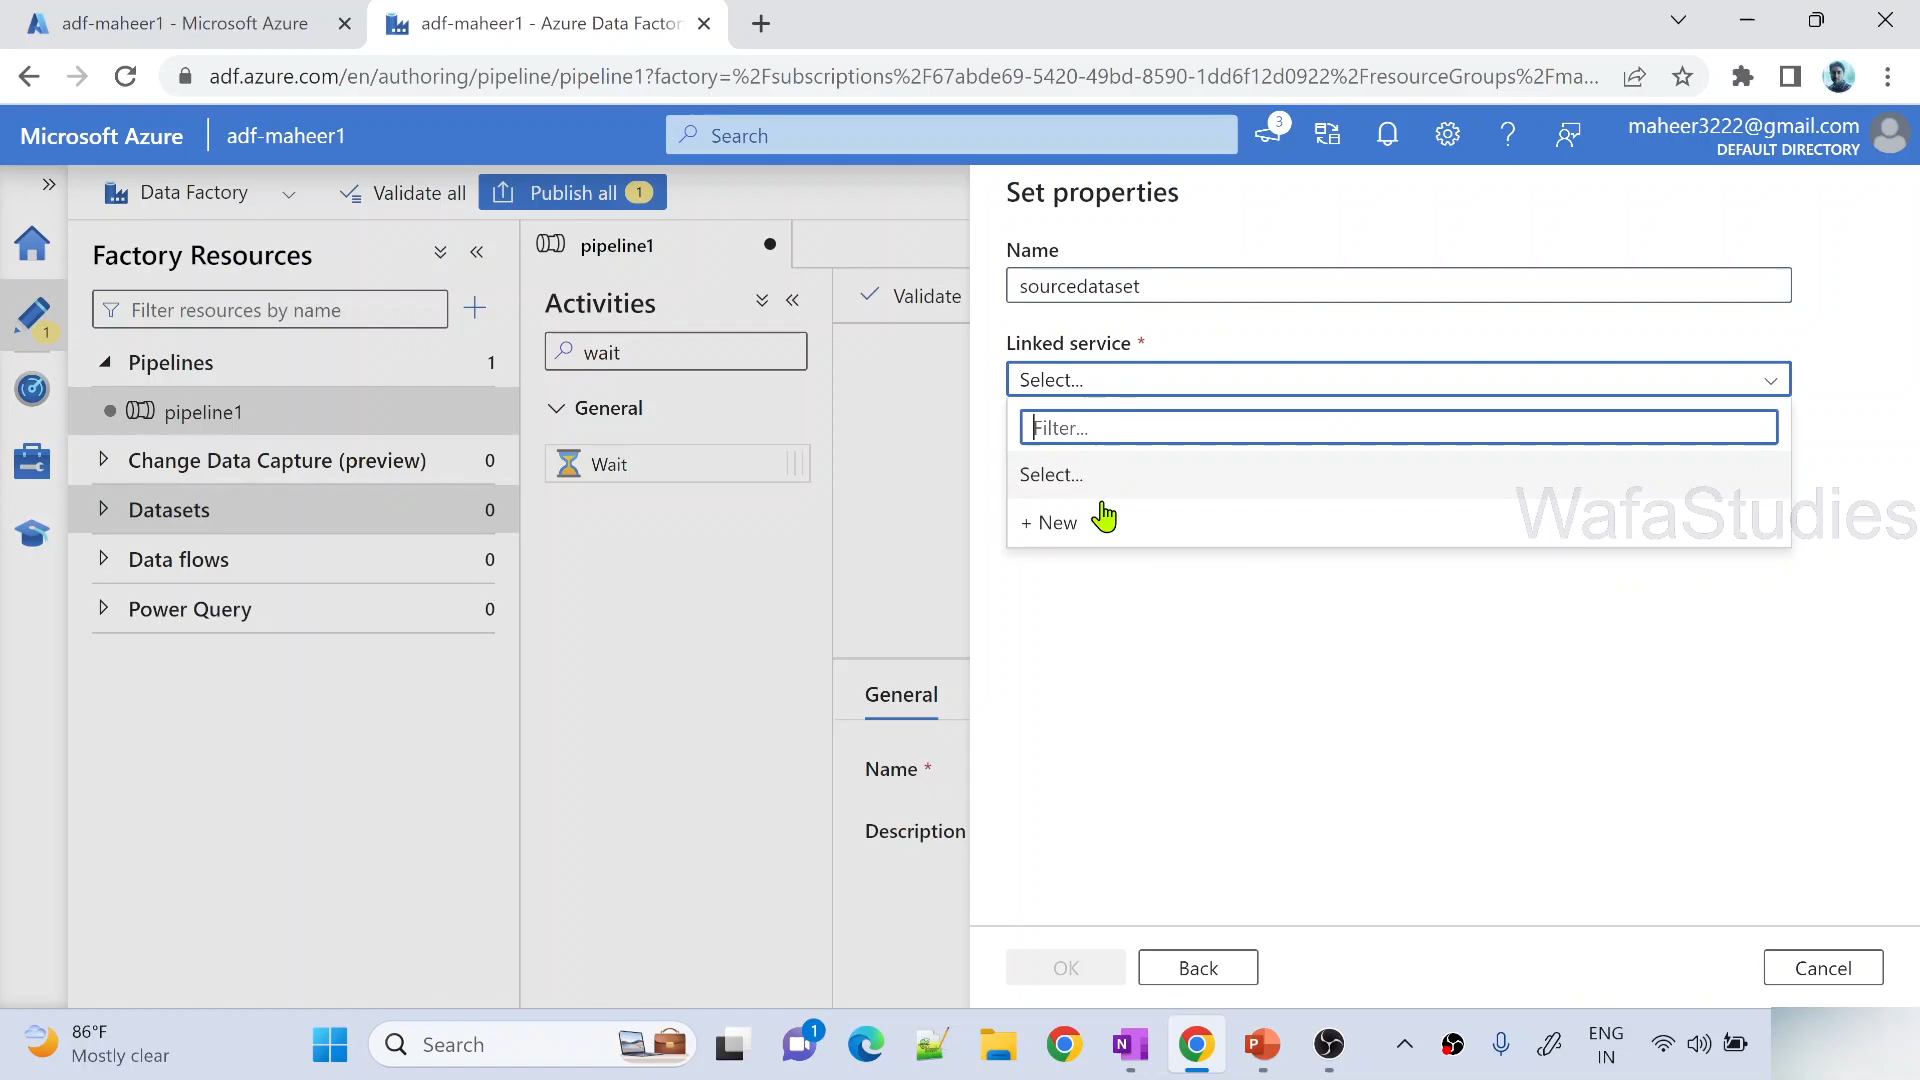 adf-maheer1 - Microsoft Azure
adf-maheer1 - Azure Data Factor
adf.azure.com/en/authoring/pipeline/pipeline1?factory=%2Fsubscriptions%2F67abde69-5420-49bd-8590-1dd6f12d0922%2FresourceGroups%2Fma...
Microsoft Azure
adf-maheer1
Search
3
maheer3222@gmail.com
DEFAULT DIRECTORY
Data Factory
Validate all
Publish all 1
Factory Resources
Filter resources by name
1
Pipelines 1
pipeline1
Change Data Capture (preview) 0
Datasets 0
Data flows 0
Power Query 0
pipeline1
Activities
wait
General
Wait
Validate
General
Name *
Description
Set properties
Name
sourcedataset
Linked service *
Select...
Filter...
Select...
+ New
WafaStudies
OK
Back
Cancel
86°F
Mostly clear
Search
1
ENG
IN